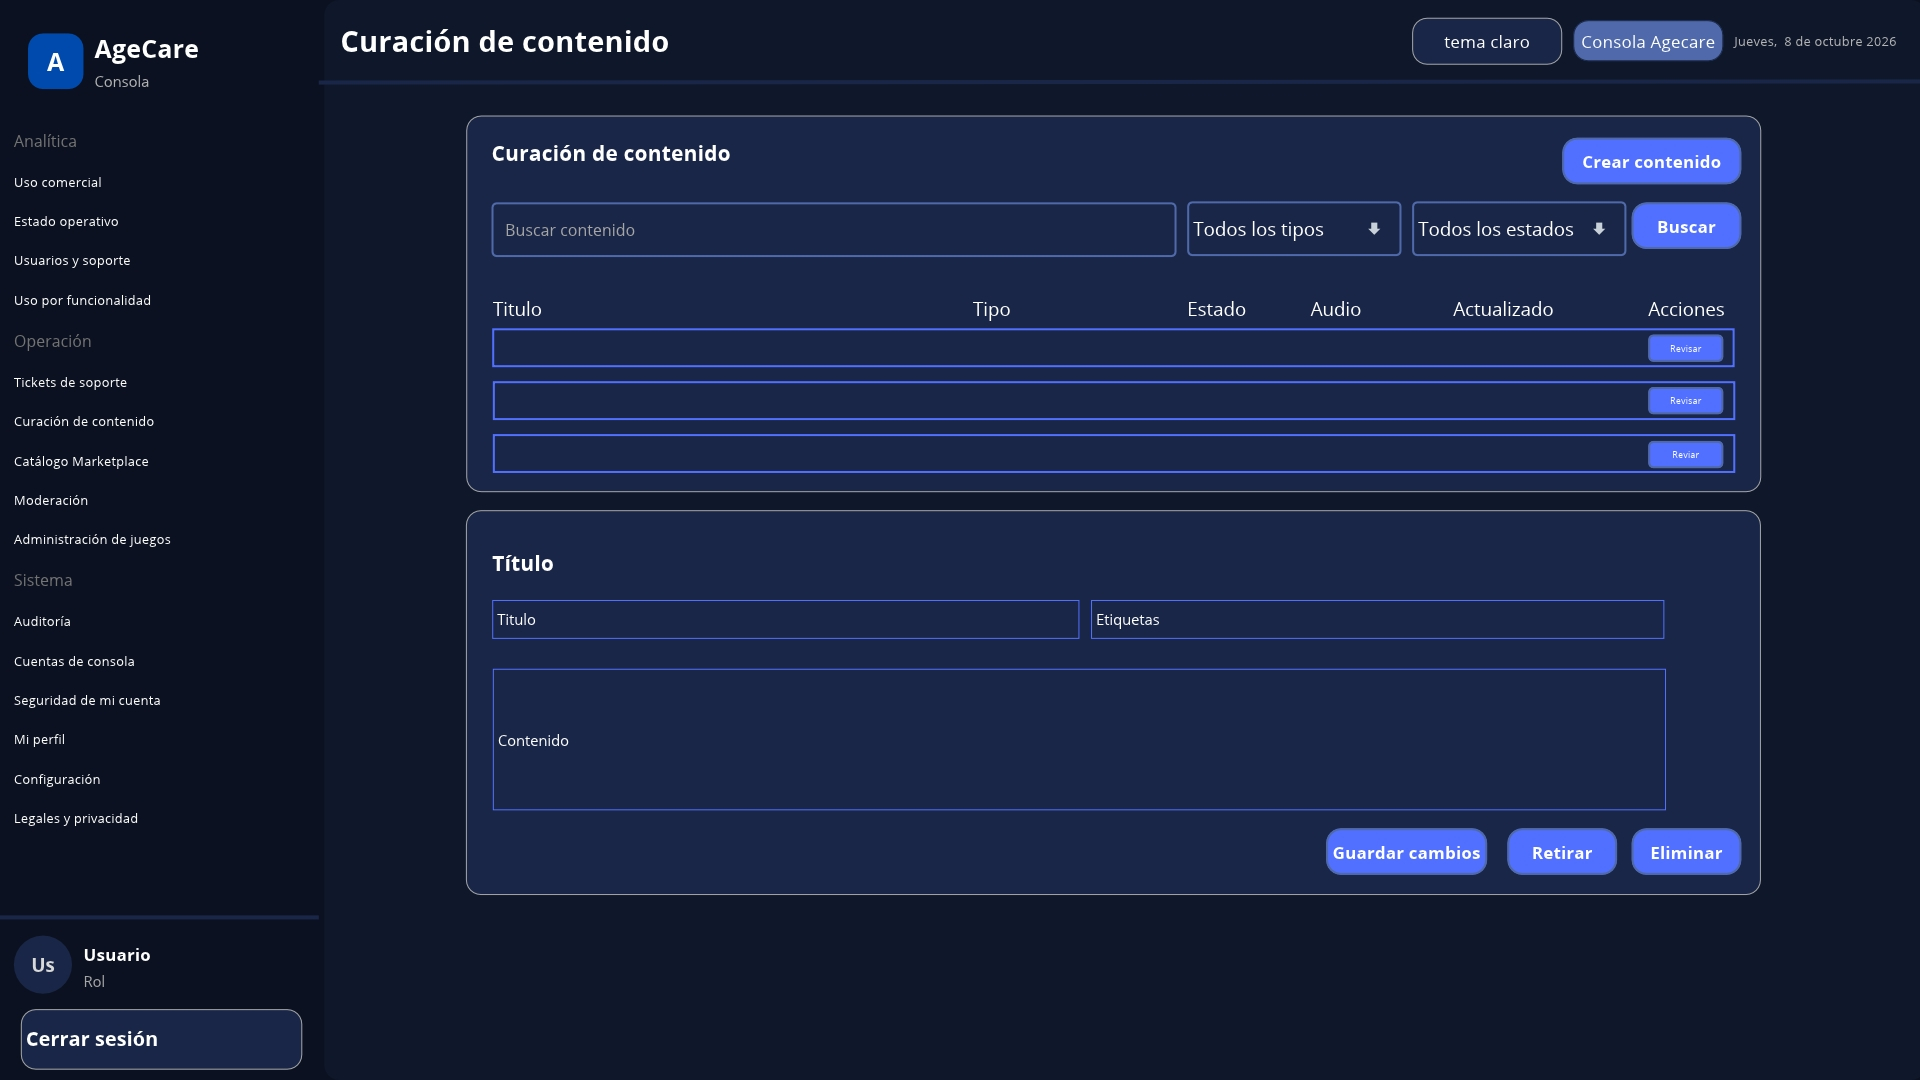 A
AgeCare
Consola
Analítica
Uso comercial
Estado operativo
Usuarios y soporte
Uso por funcionalidad
Operación
Tickets de soporte
Curación de contenido
Catálogo Marketplace
Moderación
Administración de juegos
Sistema
Auditoría
Cuentas de consola
Seguridad de mi cuenta
Mi perfil
Configuración
Legales y privacidad
Us
Usuario
Rol
Cerrar sesión
Curación de contenido
tema claro
Consola Agecare
Jueves, 8 de octubre 2026
Curación de contenido
Crear contenido
Buscar contenido
Todos los tipos
Todos los estados
Buscar
Titulo Tipo Estado Audio Actualizado Acciones
Revisar
Revisar
Reviar
Título
Titulo
Etiquetas
Contenido
Guardar cambios
Retirar
Eliminar